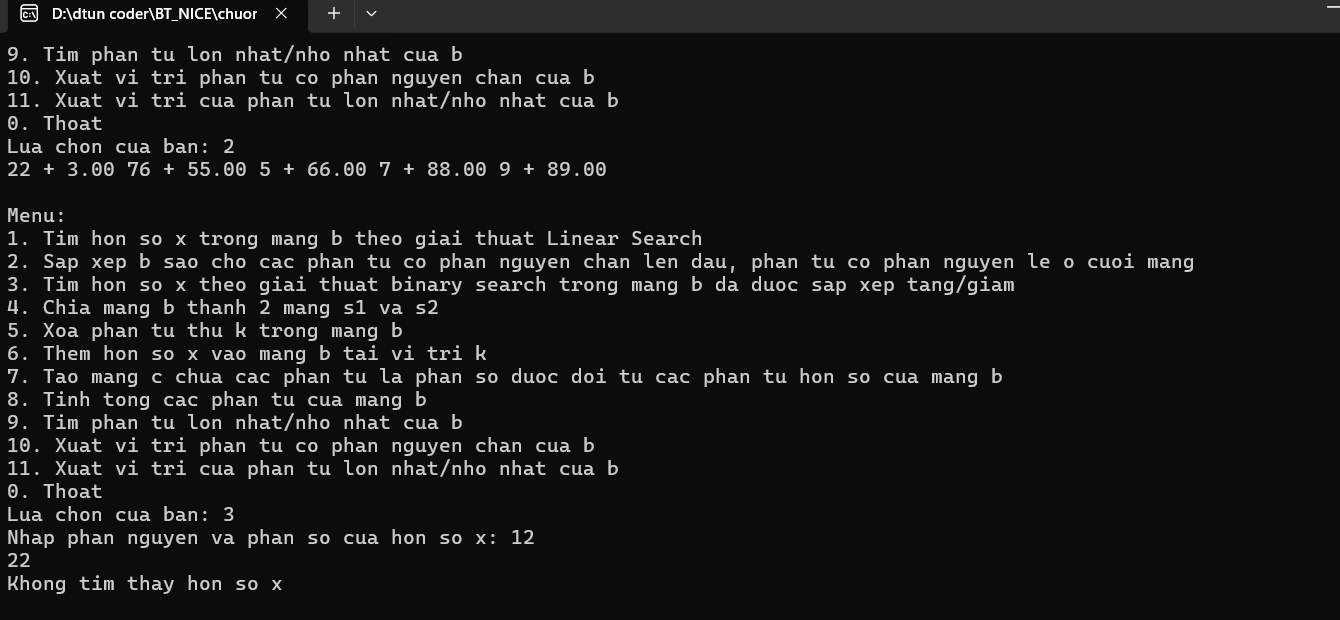 D:\dtun coder\BT_NICE\chuor
9. Tim phan tu lon nhat/nho nhat cua b
10. Xuat vi tri phan tu co phan nguyen chan cua b
11. Xuat vi tri cua phan tu lon nhat/nho nhat cua b
0. Thoat
Lua chon cua ban: 2
22 + 3.00 76 + 55.00 5 + 66.00 7 + 88.00 9 + 89.00
Menu:
1. Tim hon so x trong mang b theo giai thuat Linear Search
2. Sap xep b sao cho cac phan tu co phan nguyen chan len dau, phan tu co phan nguyen le o cuoi mang
3. Tim hon so x theo giai thuat binary search trong mang b da duoc sap xep tang/giam
4. Chia mang b thanh 2 mang s1 va s2
5. Xoa phan tu thu k trong mang b
6. Them hon so x vao mang b tai vi tri k
7. Tao mang c chua cac phan tu la phan so duoc doi tu cac phan tu hon so cua mang b
8. Tinh tong cac phan tu cua mang b
9. Tim phan tu lon nhat/nho nhat cua b
10. Xuat vi tri phan tu co phan nguyen chan cua b
11. Xuat vi tri cua phan tu lon nhat/nho nhat cua b
0. Thoat
Lua chon cua ban: 3
Nhap phan nguyen va phan so cua hon so x: 12
22
Khong tim thay hon so x